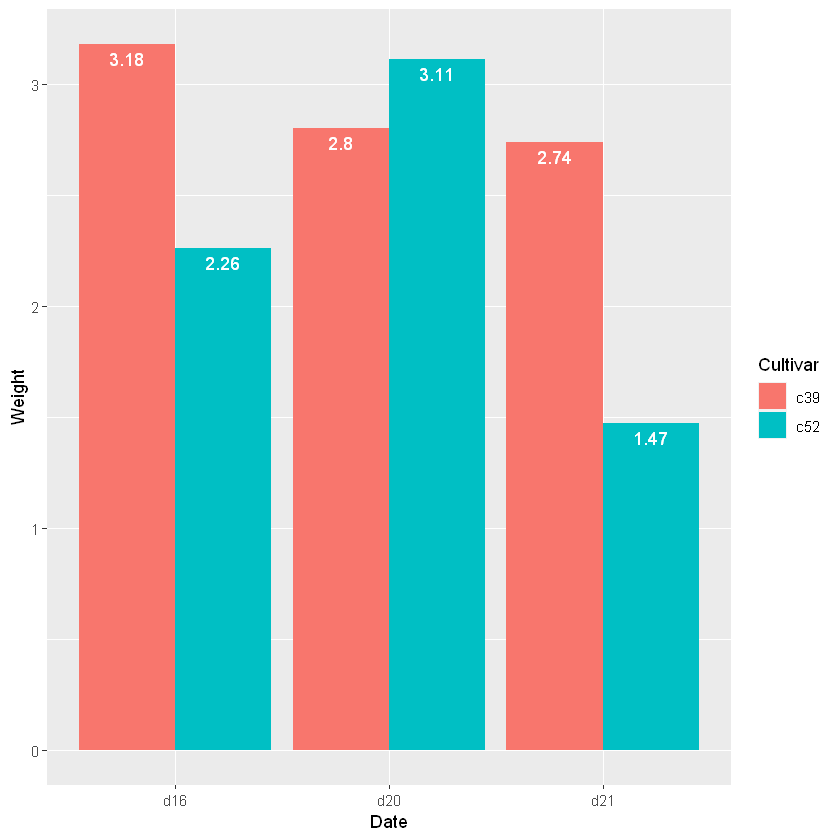 3.18
3.11
3
2.8
2.74
2.26
2
1.47
1
0
d16 d20 d21
Date
Weight
Cultivar
c39
c52